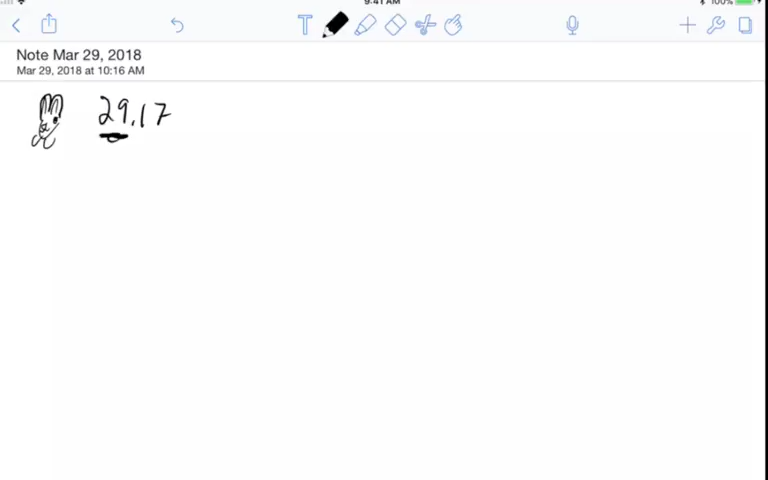 9:41 AM
100%
T
Note Mar 29, 2018
Mar 29, 2018 at 10:16 AM
29.17